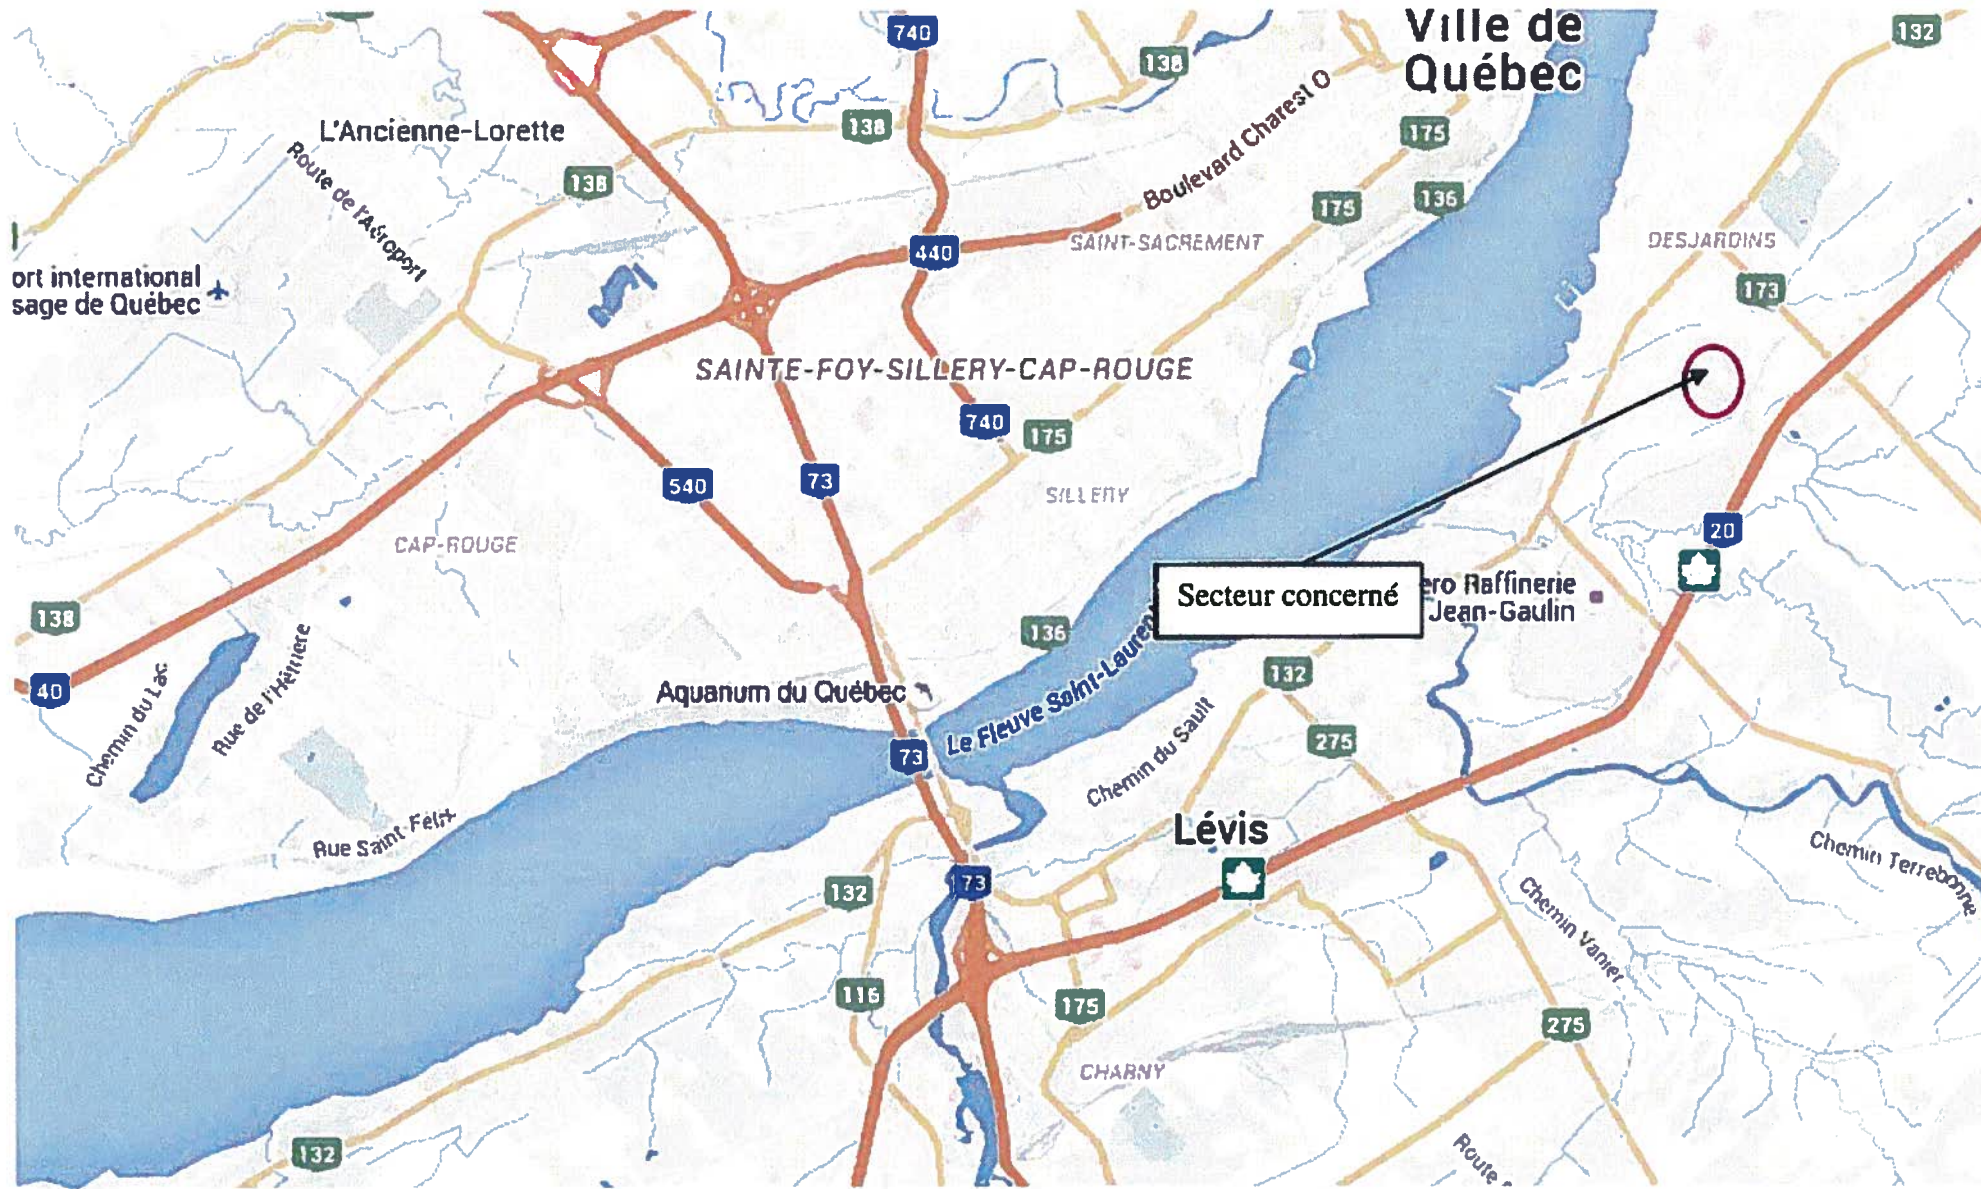 740
Ville de
Québec
132
138
L'Ancienne-Lorette
138
Boulevard Charest O
175
138
Route de l'Aéroport
175
136
440
SAINT-SACREMENT
DESJARDINS
ort international
sage de Québec
173
SAINTE-FOY-SILLERY-CAP-ROUGE
740
175
540
73
SILLERY
20
CAP-ROUGE
Secteur concerné
ero Raffinerie
Jean-Gaulin
138
136
Le Fleuve Saint-Lauren
132
40
Chemin du Lac
Rue de l'Hêtrière
Aquarium du Québec
73
Chemin du Sault
275
Rue Saint-Félix
Lévis
Chemin Terrebonne
132
73
Chemin Vanier
116
175
275
CHARNY
132
Route